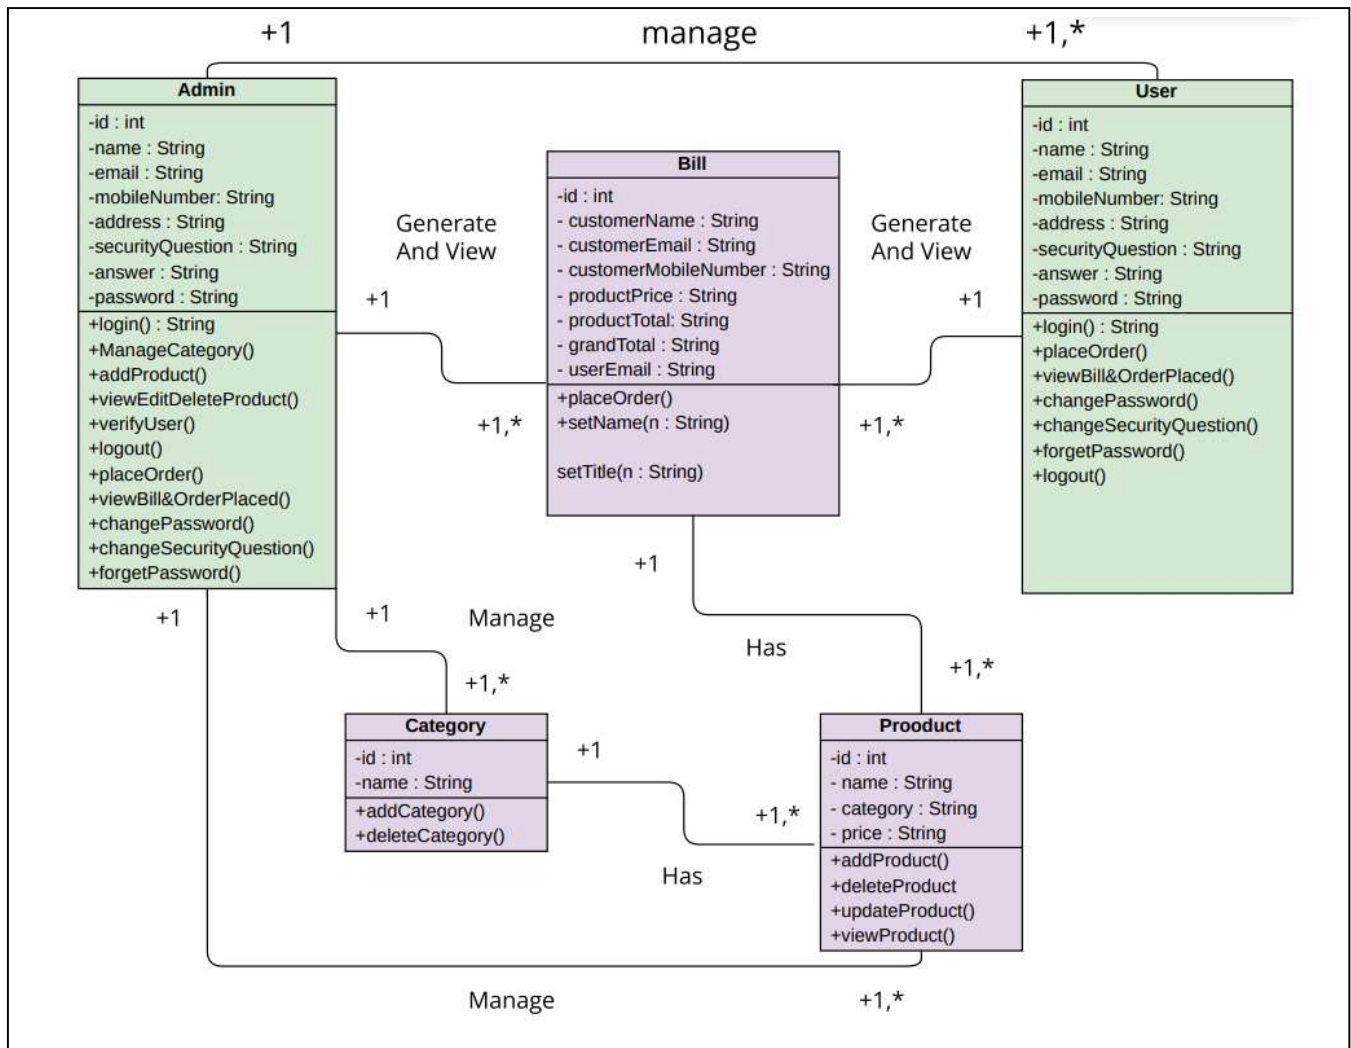 +1 manage +1,*
Admin
-id : int
-name : String
-email : String
-mobileNumber: String
-address : String
-securityQuestion : String
-answer : String
-password : String
+login() : String
+ManageCategory()
+addProduct()
+viewEditDeleteProduct()
+verifyUser()
+logout()
+placeOrder()
+viewBill&OrderPlaced()
+changePassword()
+changeSecurityQuestion()
+forgetPassword()
Generate
And View
+1
+1,*
Bill
-id : int
- customerName : String
- customerEmail : String
- customerMobileNumber : String
- productPrice : String
- productTotal: String
- grandTotal : String
- userEmail : String
+placeOrder()
+setName(n : String)
setTitle(n : String)
Generate
And View
+1
+1,*
User
-id : int
-name : String
-email : String
-mobileNumber: String
-address : String
-securityQuestion : String
-answer : String
-password : String
+login() : String
+placeOrder()
+viewBill&OrderPlaced()
+changePassword()
+changeSecurityQuestion()
+forgetPassword()
+logout()
+1
+1
Manage
+1,*
+1
Has
+1,*
Category
-id : int
-name : String
+addCategory()
+deleteCategory()
+1
+1,*
Has
Prooduct
-id : int
- name : String
- category : String
- price : String
+addProduct()
+deleteProduct
+updateProduct()
+viewProduct()
Manage
+1,*